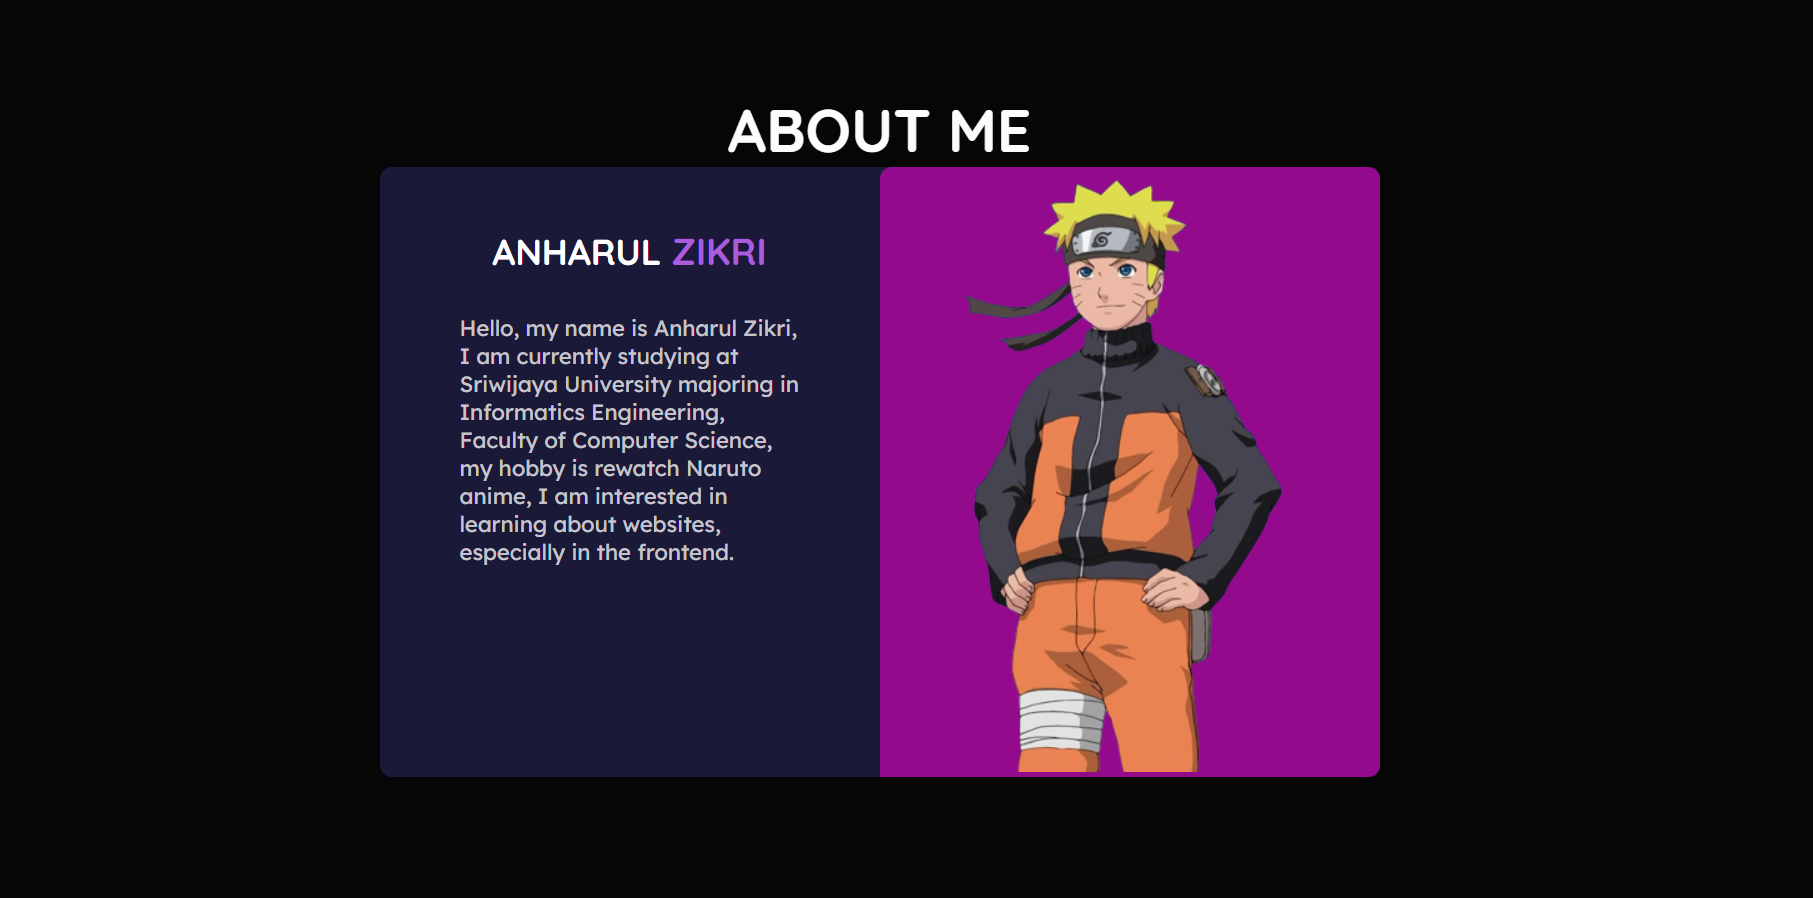 ABOUT ME
ANHARUL ZIKRI
Hello, my name is Anharul Zikri,
I am currently studying at
Sriwijaya University majoring in
Informatics Engineering,
Faculty of Computer Science,
my hobby is rewatch Naruto
anime, I am interested in
learning about websites,
especially in the frontend.